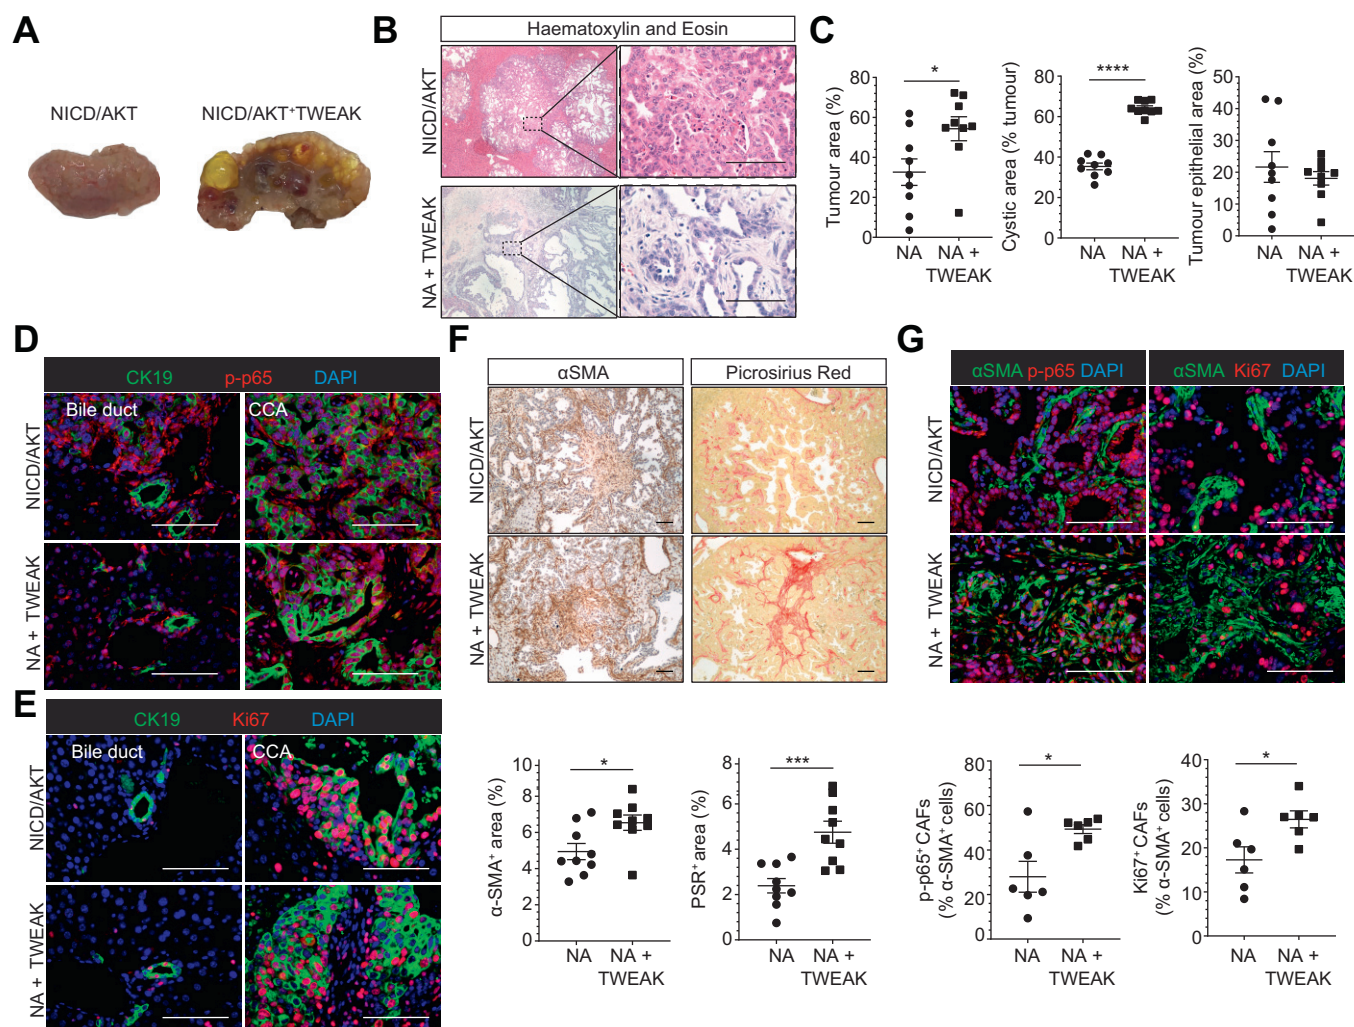 A
NICD/AKT
NICD/AKT+TWEAK
B
Haematoxylin and Eosin
NICD/AKT
NA + TWEAK
C
Tumour area (%)
80
60
40
20
0
*
NA
NA +
TWEAK
Cystic area (% tumour)
80
60
40
20
0
****
NA
NA +
TWEAK
Tumour epithelial area (%)
50
40
30
20
10
0
NA
NA +
TWEAK
D
CK19 p-p65 DAPI
Bile duct
CCA
NICD/AKT
NA + TWEAK
E
CK19 Ki67 DAPI
Bile duct
CCA
NICD/AKT
NA + TWEAK
F
αSMA
Picrosirius Red
NICD/AKT
NA + TWEAK
α-SMA+ area (%)
10
8
6
4
2
0
*
NA
NA +
TWEAK
PSR+ area (%)
8
6
4
2
0
***
NA
NA +
TWEAK
G
αSMA p-p65 DAPI
αSMA Ki67 DAPI
NICD/AKT
NA + TWEAK
p-p65+ CAFs
(% α-SMA+ cells)
80
60
40
20
0
*
NA
NA +
TWEAK
Ki67+ CAFs
(% α-SMA+ cells)
40
30
20
10
0
*
NA
NA +
TWEAK